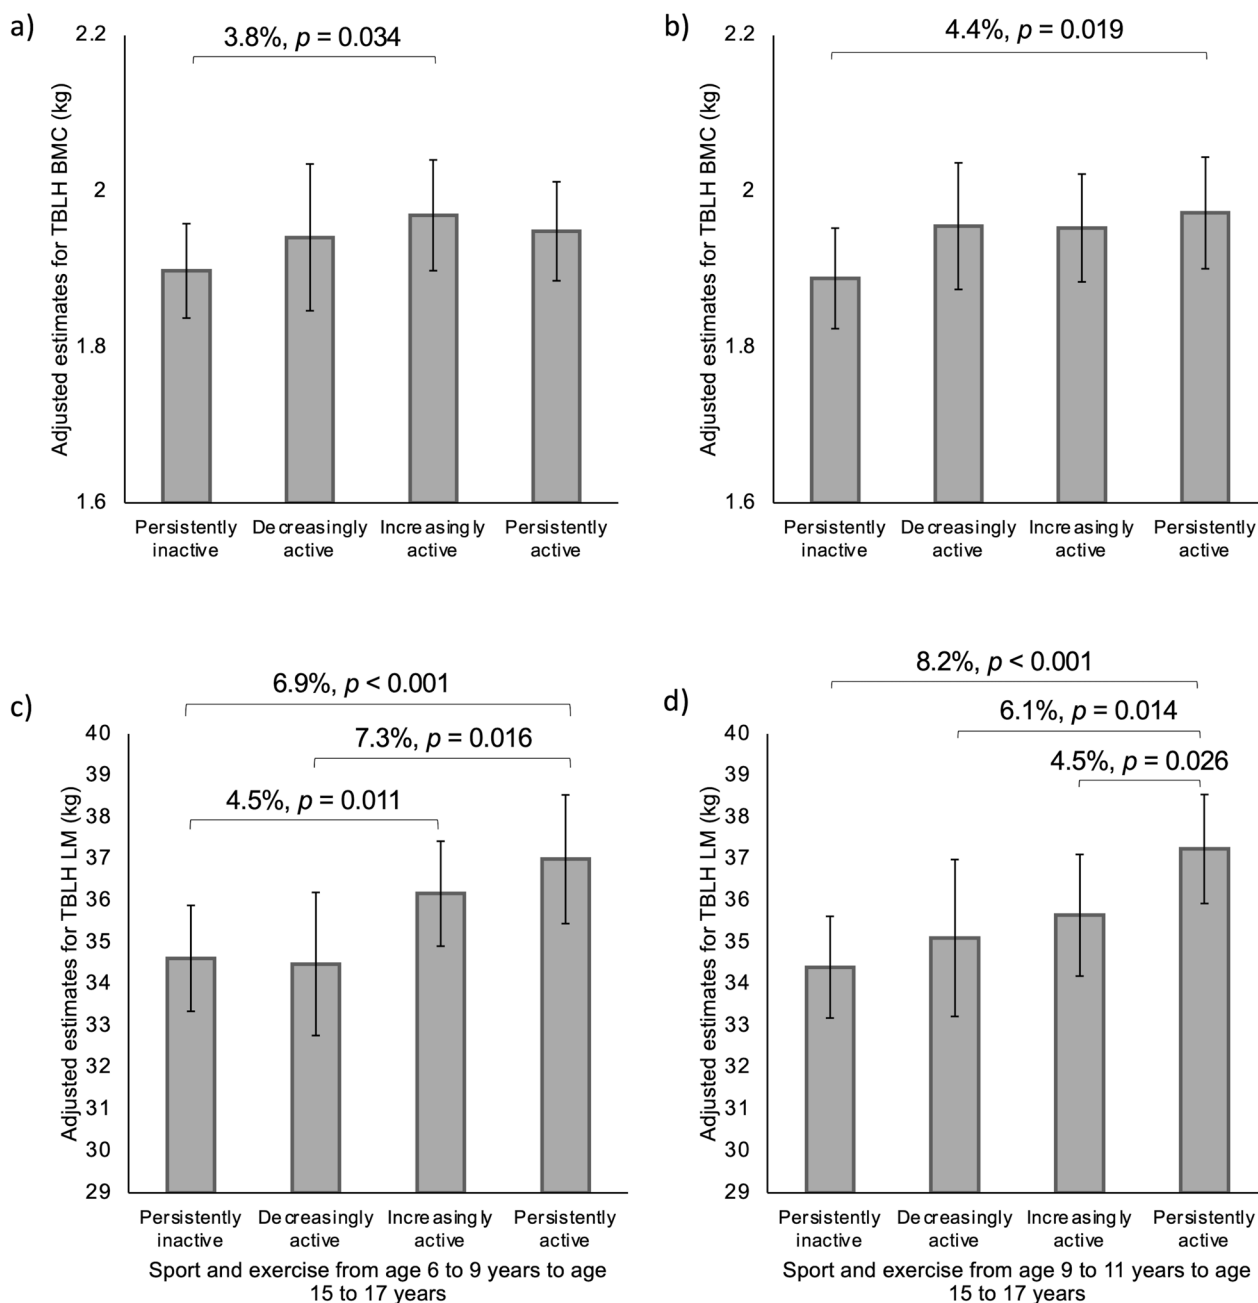 a)
3.8%, p = 0.034
Adjusted estimates for TBLH BMC (kg)
2.2
2
1.8
1.6
Persistently inactive
Decreasingly active
Increasingly active
Persistently active
b)
4.4%, p = 0.019
Adjusted estimates for TBLH BMC (kg)
2.2
2
1.8
1.6
Persistently inactive
Decreasingly active
Increasingly active
Persistently active
c)
6.9%, p < 0.001
7.3%, p = 0.016
4.5%, p = 0.011
Adjusted estimates for TBLH LM (kg)
40
39
38
37
36
35
34
33
32
31
30
29
Persistently inactive
Decreasingly active
Increasingly active
Persistently active
Sport and exercise from age 6 to 9 years to age
15 to 17 years
d)
8.2%, p < 0.001
6.1%, p = 0.014
4.5%, p = 0.026
Adjusted estimates for TBLH LM (kg)
40
39
38
37
36
35
34
33
32
31
30
29
Persistently inactive
Decreasingly active
Increasingly active
Persistently active
Sport and exercise from age 9 to 11 years to age
15 to 17 years